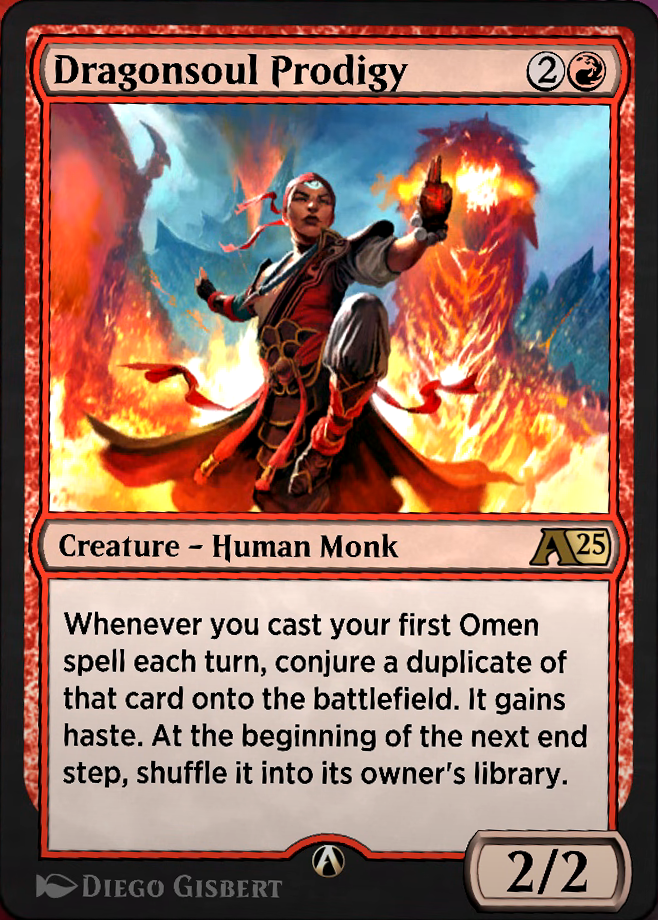 Dragonsoul Prodigy 2
Creature – Human Monk A25
Whenever you cast your first Omen
spell each turn, conjure a duplicate of
that card onto the battlefield. It gains
haste. At the beginning of the next end
step, shuffle it into its owner's library.
2/2
Diego Gisbert